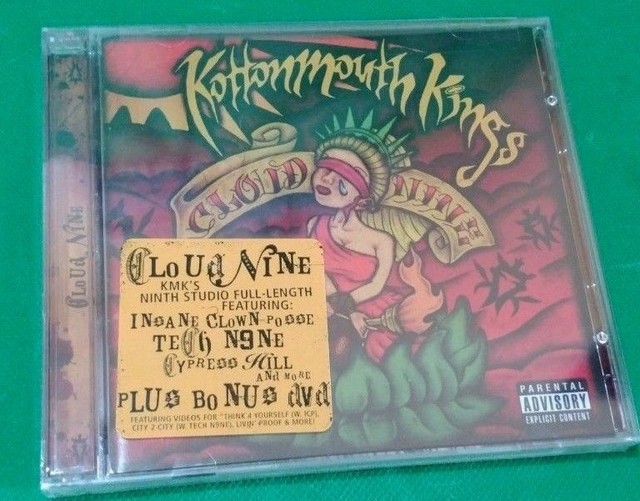 Kottonmouth Kings
CLOUD NINE
CLoUd NiNE
CLoUd NiNE
KMK'S
NINTH STUDIO FULL-LENGTH
FEATURING:
INSANE CLOWN POSSE
TECh N9NE
CYPRESS HILL
ANd MORE
PLUS BoNUS dVd
FEATURING VIDEOS FOR "THINK 4 YOURSELF (W. ICP),
CITY 2 CITY (W. TECH N9NE), LIVIN' PROOF & MORE!
PARENTAL
ADVISORY
EXPLICIT CONTENT